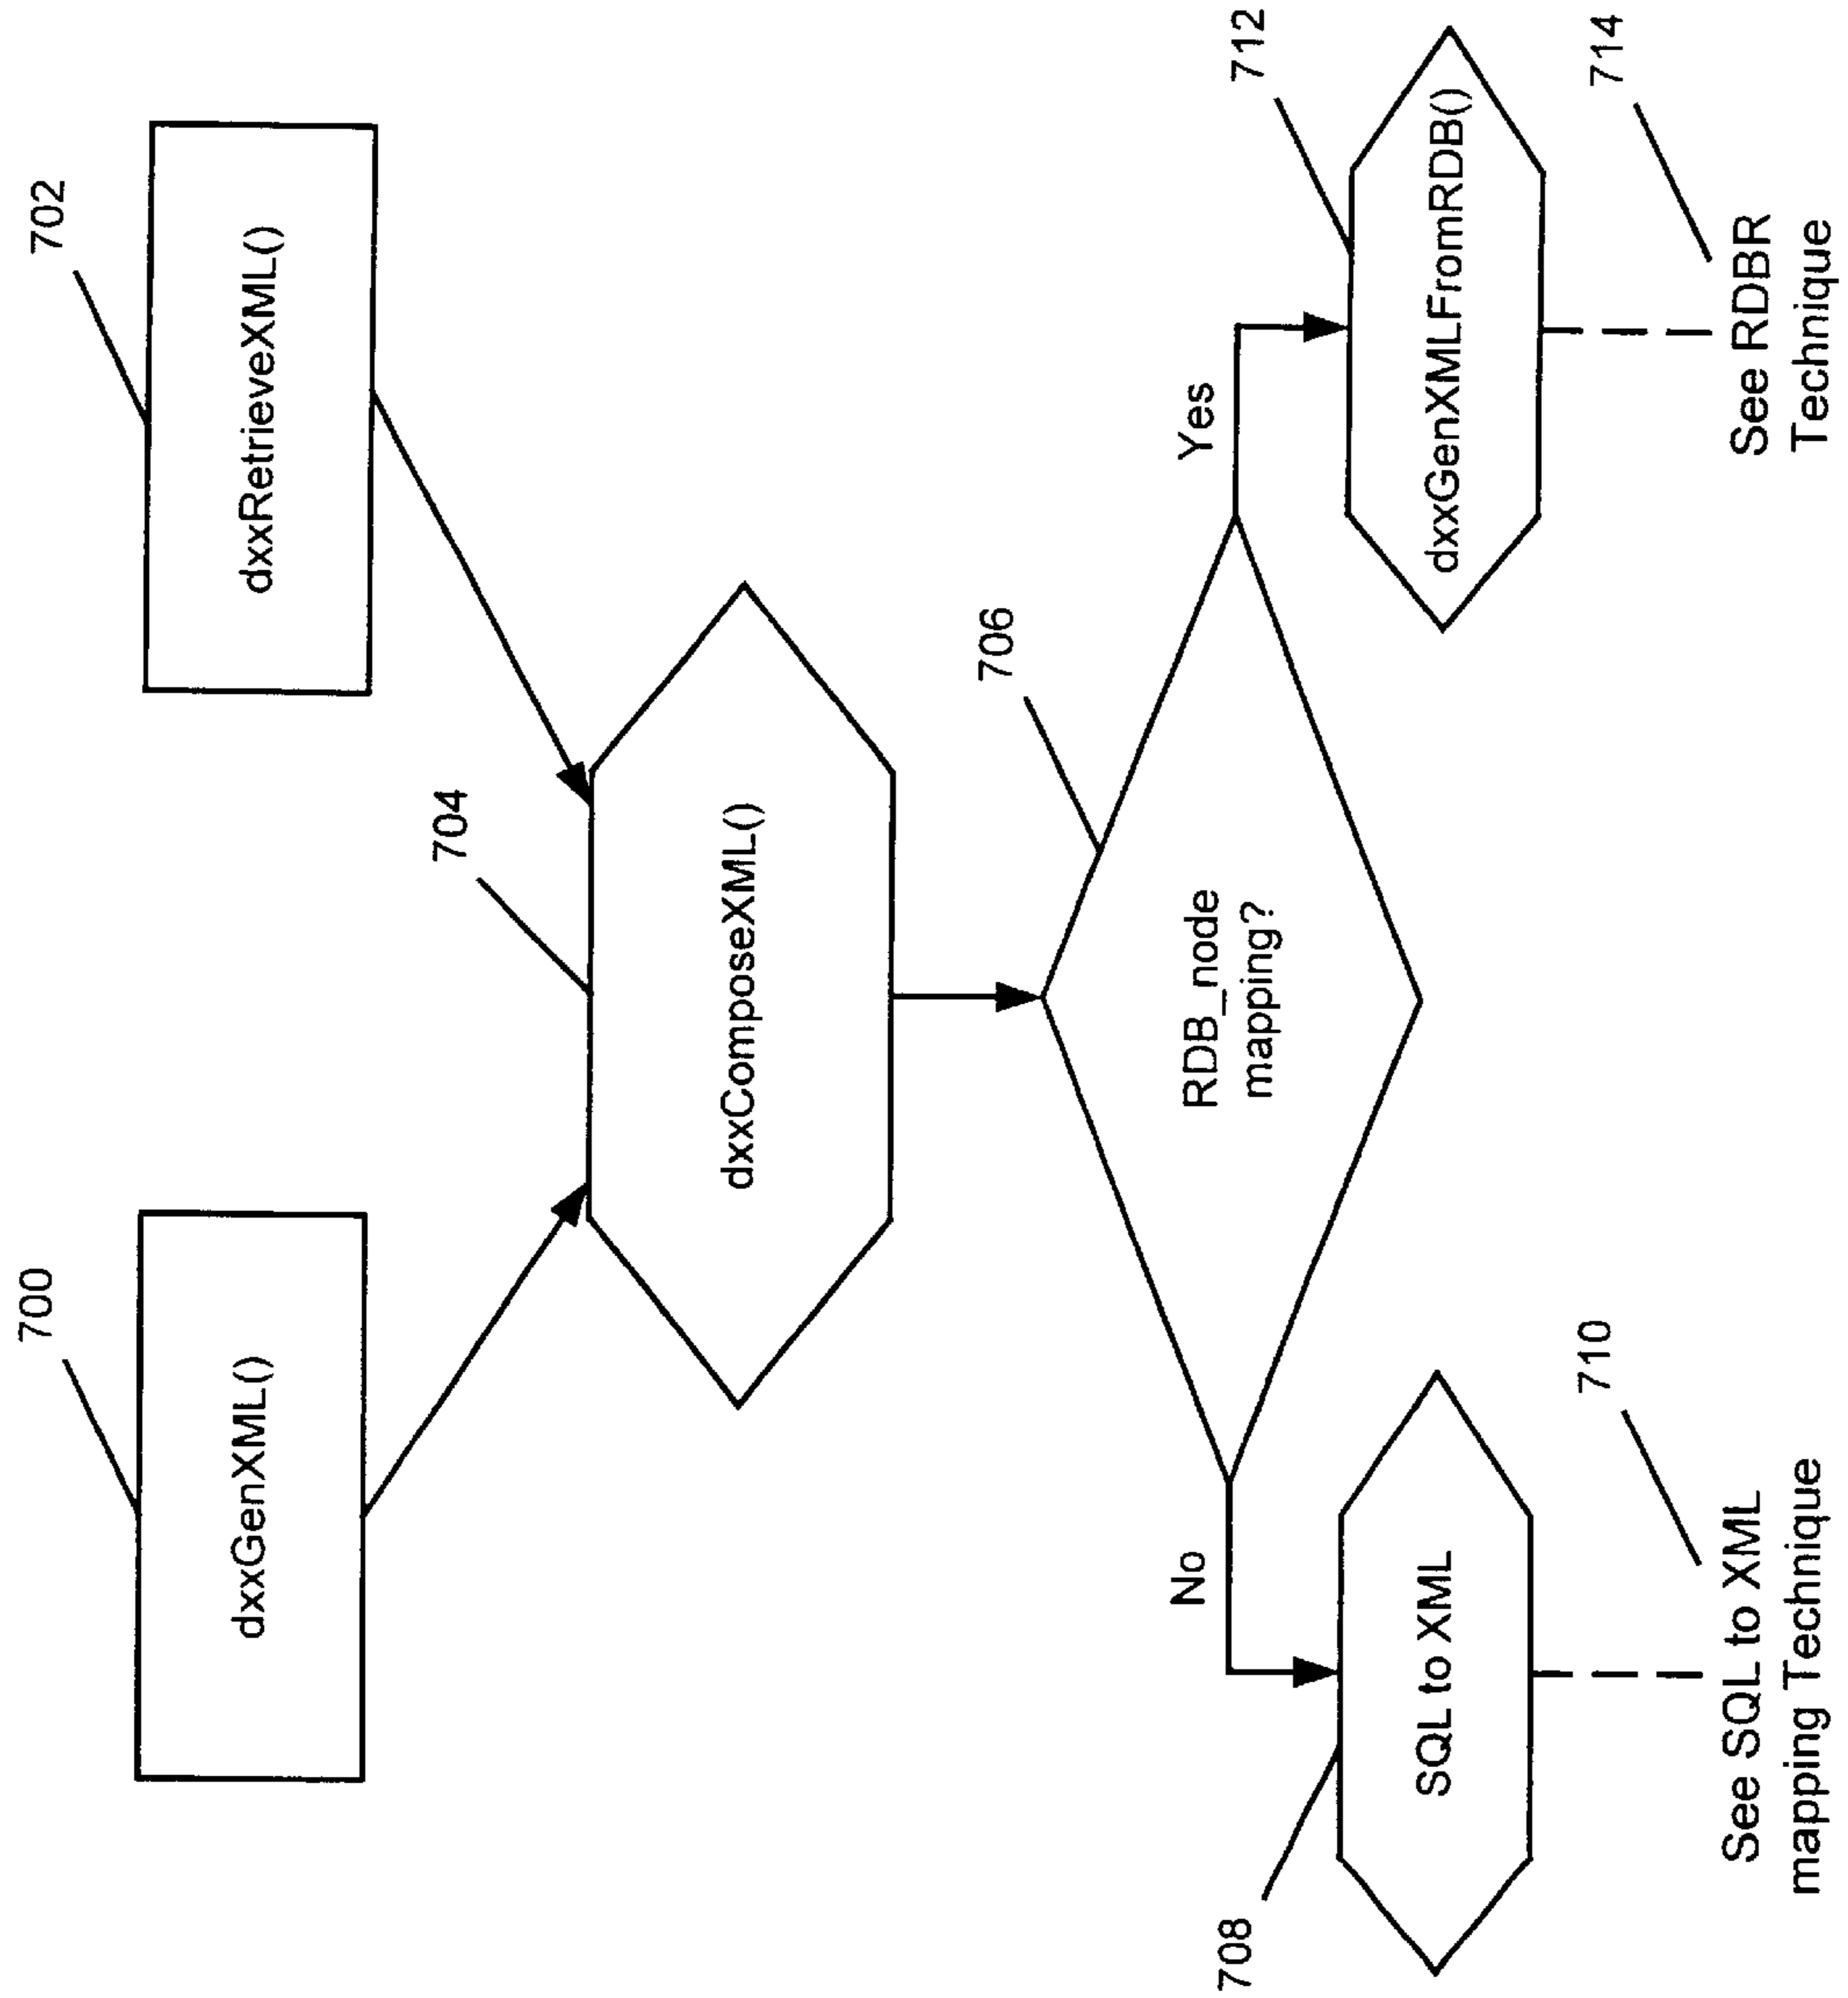 700
702
dxxGenXML()
dxxRetrieveXML()
704
dxxComposeXML()
706
RDB_node
mapping?
No
Yes
708
712
SQL to XML
dxxGenXMLFromRDB()
710
714
See SQL to XML
mapping Technique
See RDBR
Technique